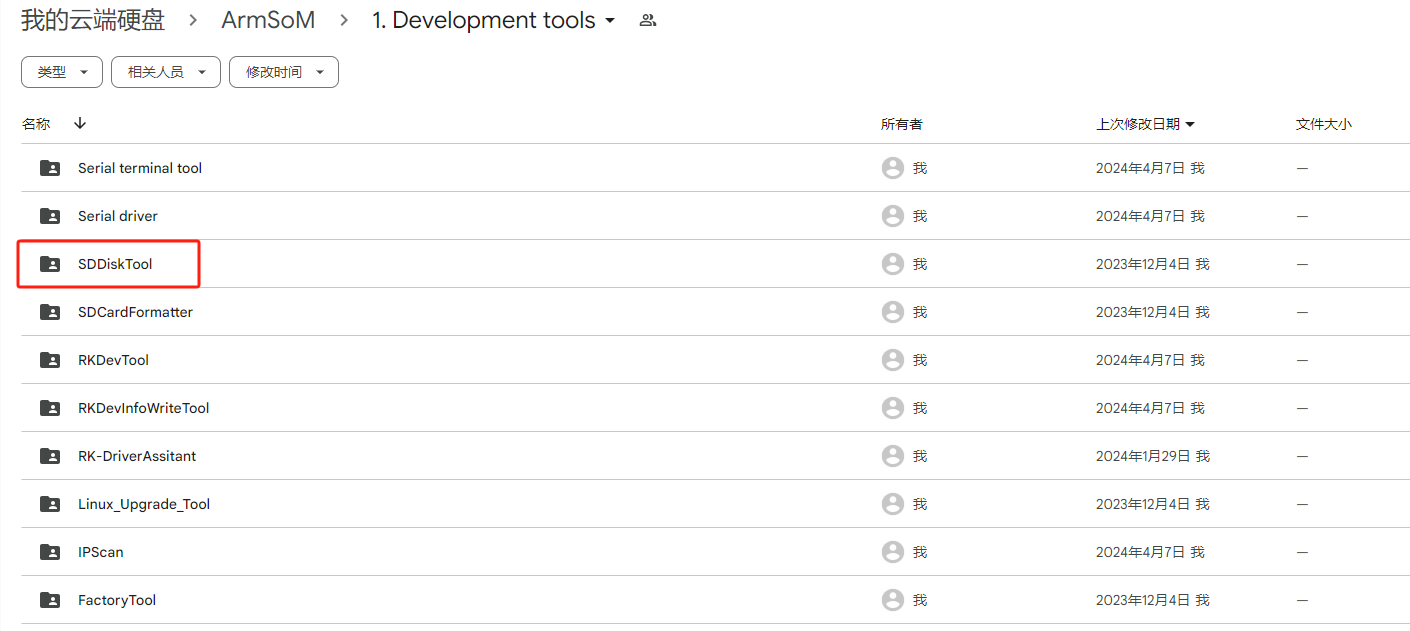 我的云端硬盘 > ArmSoM > 1. Development tools
类型 相关人员 修改时间
名称 所有者 上次修改日期 文件大小
Serial terminal tool 我 2024年4月7日 我 —
Serial driver 我 2024年4月7日 我 —
SDDiskTool 我 2023年12月4日 我 —
SDCardFormatter 我 2023年12月4日 我 —
RKDevTool 我 2024年4月7日 我 —
RKDevInfoWriteTool 我 2024年4月7日 我 —
RK-DriverAssitant 我 2024年1月29日 我 —
Linux_Upgrade_Tool 我 2023年12月4日 我 —
IPScan 我 2024年4月7日 我 —
FactoryTool 我 2023年12月4日 我 —